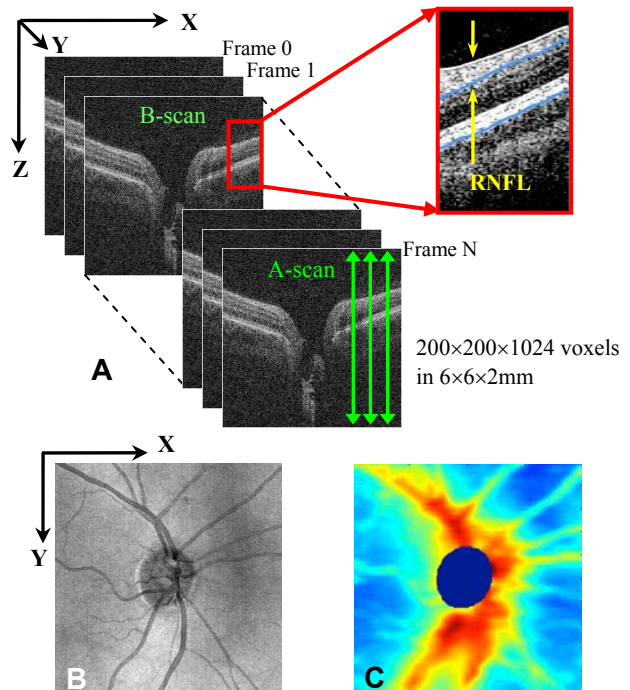 X
Y
Z
Frame 0
Frame 1
B-scan
RNFL
Frame N
A-scan
A
200×200×1024 voxels
in 6×6×2mm
X
Y
B
C